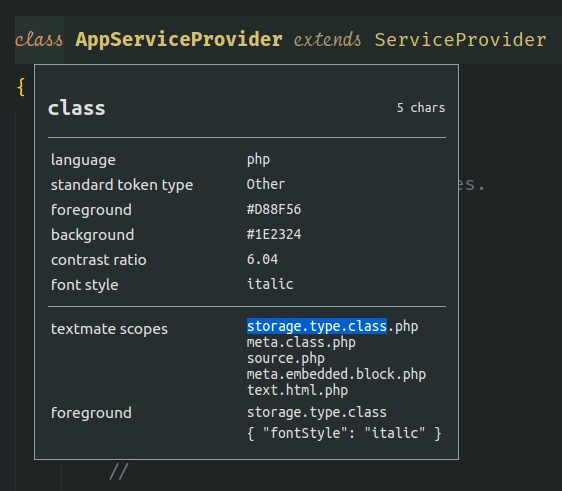 class AppServiceProvider extends ServiceProvider
{
class 5 chars
language php
standard token type Other
es.
foreground #D88F56
background #1E2324
contrast ratio 6.04
font style italic
textmate scopes storage.type.class.php
meta.class.php
source.php
meta.embedded.block.php
text.html.php
foreground storage.type.class
{ "fontStyle": "italic" }
//